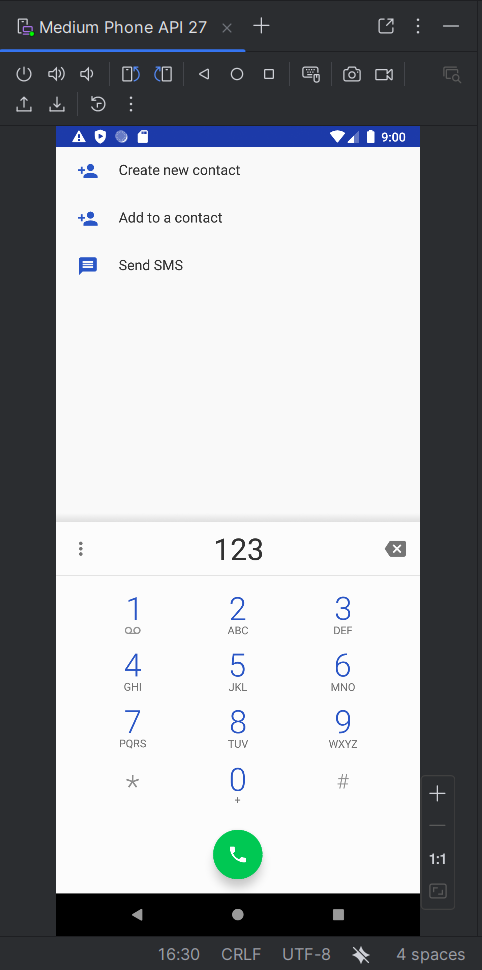 Medium Phone API 27
9:00
Create new contact
Add to a contact
Send SMS
123
1 2 3
ABC DEF
4 5 6
GHI JKL MNO
7 8 9
PQRS TUV WXYZ
* 0 #
+
1:1
16:30 CRLF UTF-8 4 spaces